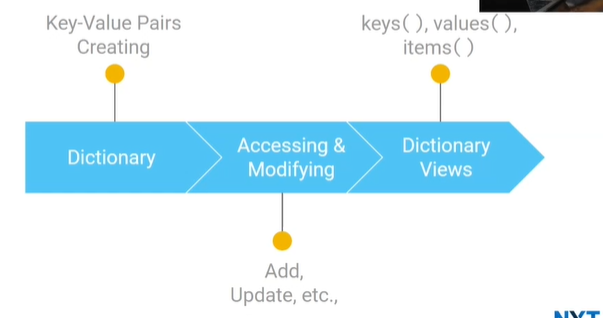 Key-Value Pairs
Creating
keys( ), values( ),
items( )
Dictionary
Accessing &
Modifying
Dictionary
Views
Add,
Update, etc.,